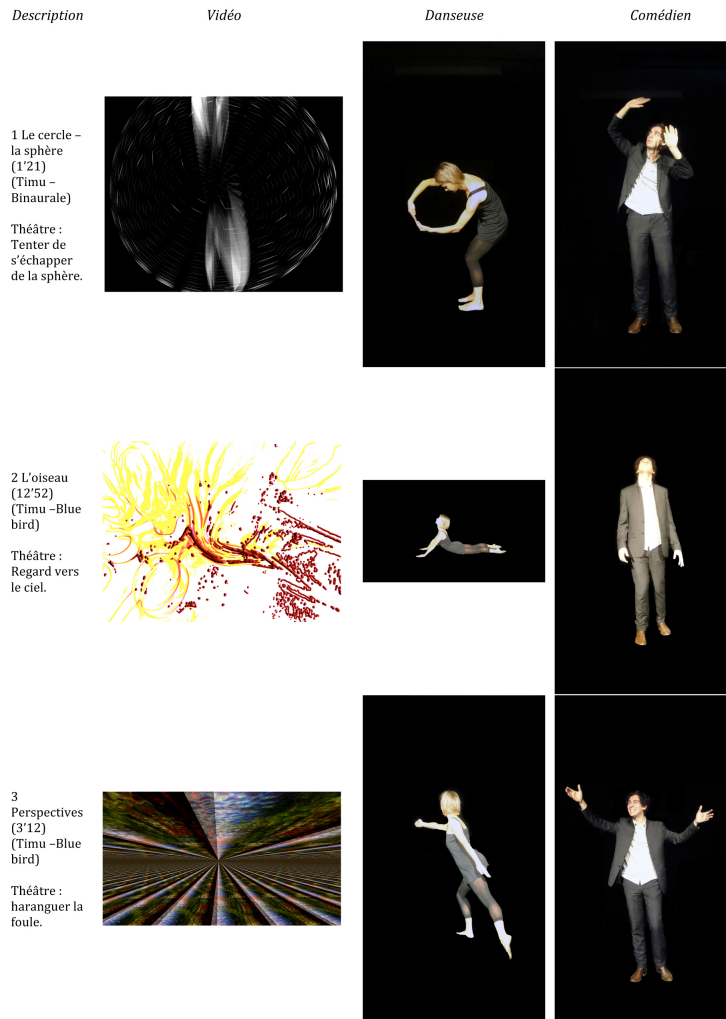 Description Vidéo Danseuse Comédien
1 Le cercle –
la sphère
(1’21)
(Timu –
Binaurale)
Théâtre :
Tenter de
s’échapper
de la sphère.
2 L’oiseau
(12’52)
(Timu –Blue
bird)
Théâtre :
Regard vers
le ciel.
3
Perspectives
(3’12)
(Timu –Blue
bird)
Théâtre :
haranguer la
foule.